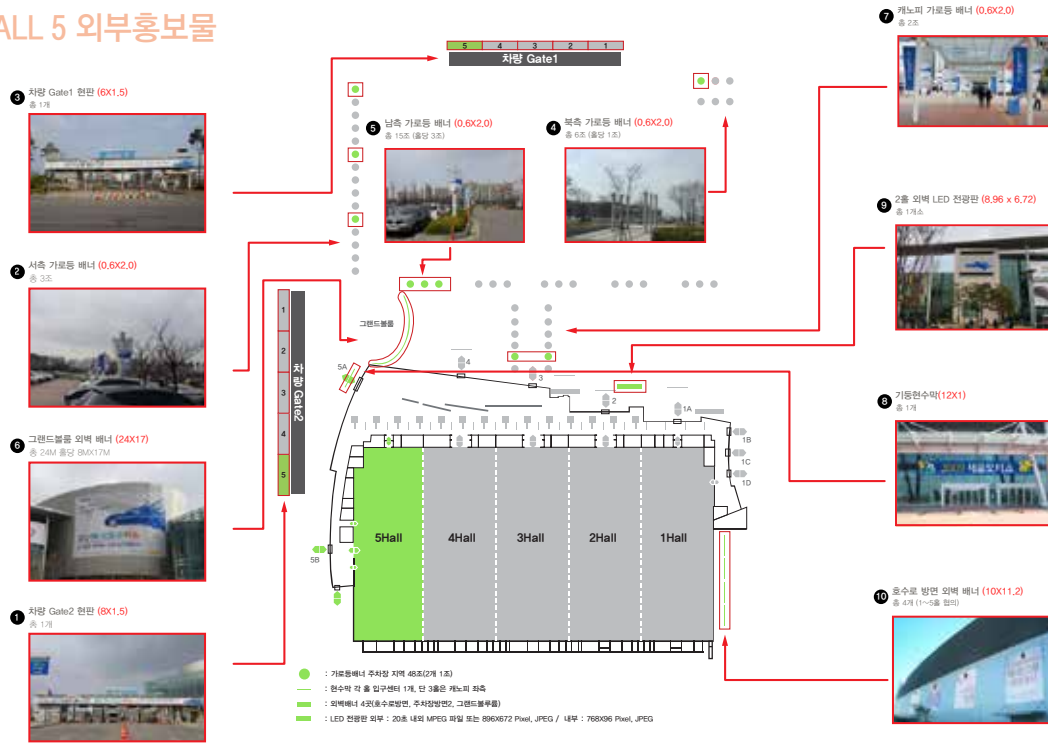 ALL 5 외부홍보물
5 4 3 2 1
차량 Gate1
7 캐노피 가로등 배너 (0.6X2.0)
총 2조
3 차량 Gate1 현판 (6X1.5)
총 1개
5 남측 가로등 배너 (0.6X2.0)
총 15조 (홀당 3조)
4 북측 가로등 배너 (0.6X2.0)
총 6조 (홀당 1조)
9 2홀 외벽 LED 전광판 (8.96 x 6.72)
총 1개소
2 서측 가로등 배너 (0.6X2.0)
총 3조
그랜드볼룸
1
2
3
4
5
차량 Gate2
5A
4
3
2
1A
1B
1C
1D
8 기둥현수막(12X1)
총 1개
6 그랜드볼룸 외벽 배너 (24X17)
총 24M 홀당 8MX17M
5Hall
4Hall
3Hall
2Hall
1Hall
5B
1 차량 Gate2 현판 (8X1.5)
총 1개
10 호수로 방면 외벽 배너 (10X11.2)
총 4개 (1~5홀 협의)
: 가로등배너 주차장 지역 48조(2개 1조)
: 현수막 각 홀 입구센터 1개, 단 3홀은 캐노피 좌측
: 외벽배너 4곳(호수로방면, 주차장방면2, 그랜드볼룸)
: LED 전광판 외부 : 20초 내외 MPEG 파일 또는 896X672 Pixel, JPEG / 내부 : 768X96 Pixel, JPEG